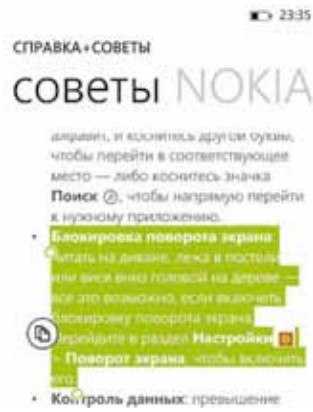 23:35
СПРАВКА+СОВЕТЫ
советы NOKIA
алфавит, и коснитесь другой буквы,
чтобы перейти в соответствующее
место — либо коснитесь значка
Поиск, чтобы напрямую перейти
к нужному приложению.
• Блокировка поворота экрана:
Читать на диване, лежа в постели
или вися вниз головой на дереве —
все это возможно, если включить
блокировку поворота экрана.
Перейдите в раздел Настройки
> Поворот экрана, чтобы включить
его.
• Контроль данных: превышение